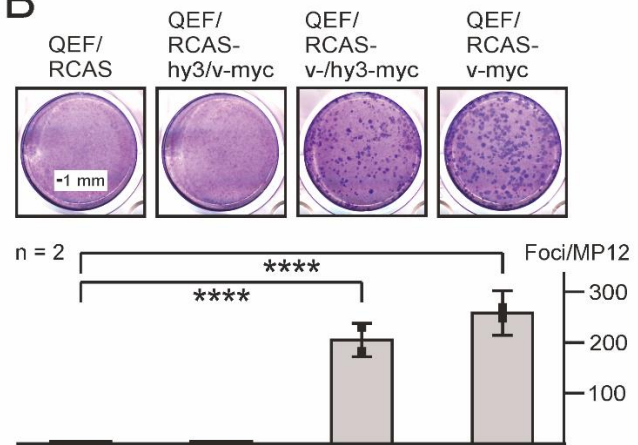 B
QEF/
RCAS
QEF/
RCAS-
hy3/v-myc
QEF/
RCAS-
v-/hy3-myc
QEF/
RCAS-
v-myc
1 mm
n = 2
Foci/MP12
****
****
300
200
100